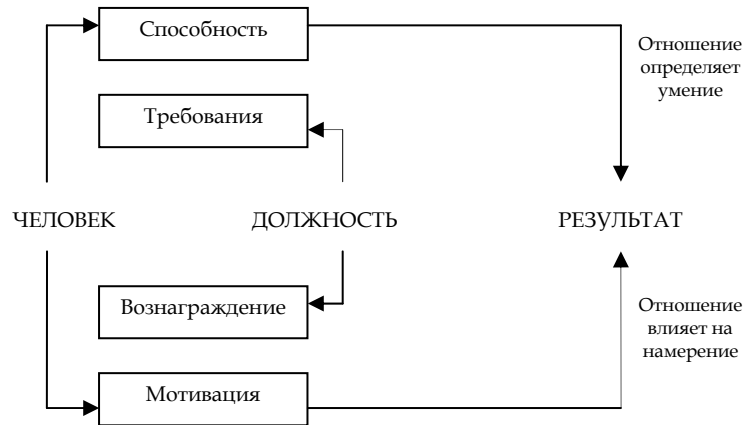 Способность
Отношение
определяет
умение
Требования
ЧЕЛОВЕК
ДОЛЖНОСТЬ
РЕЗУЛЬТАТ
Вознаграждение
Отношение
влияет на
намерение
Мотивация